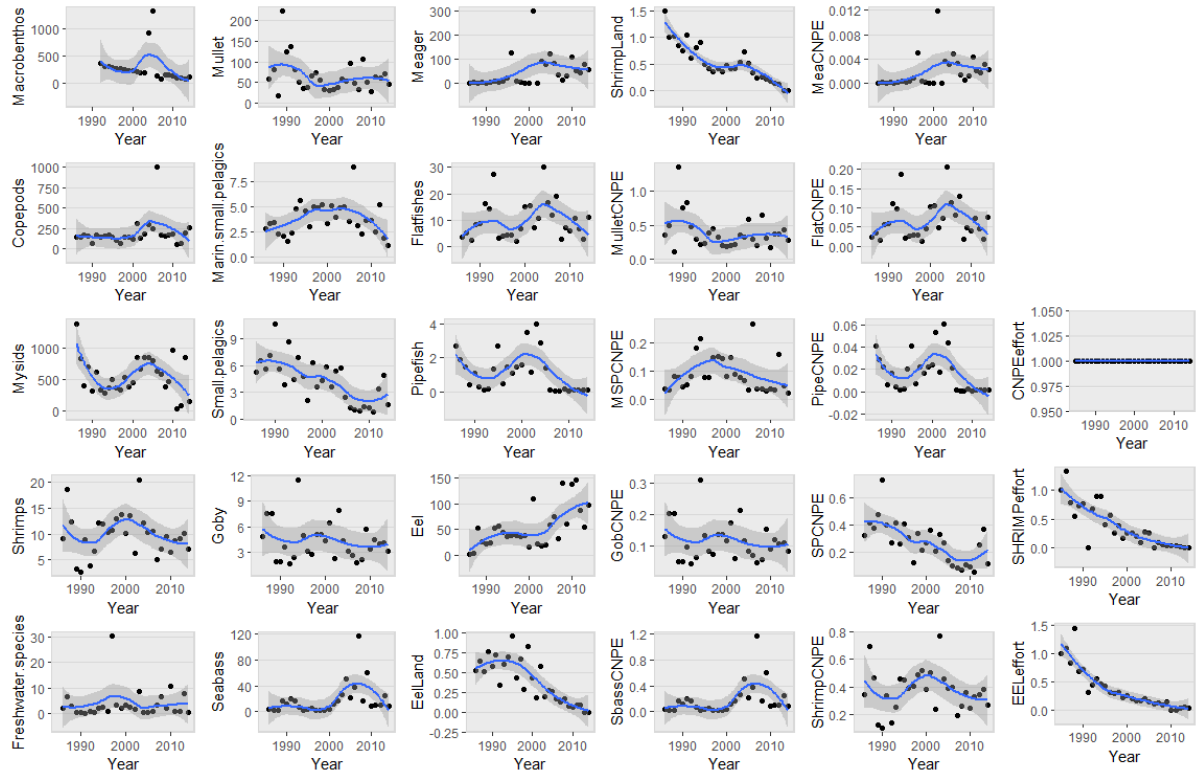 Macrobenthos
1000
500
0
1990 2000 2010
Year
Mullet
200
150
100
50
0
1990 2000 2010
Year
Meager
300
200
100
0
1990 2000 2010
Year
ShrimpLand
1.5
1.0
0.5
0.0
1990 2000 2010
Year
MeaCNPE
0.012
0.008
0.004
0.000
1990 2000 2010
Year
Copepods
1000
750
500
250
0
1990 2000 2010
Year
Marin.small.pelagics
7.5
5.0
2.5
0.0
1990 2000 2010
Year
Flatfishes
30
20
10
0
1990 2000 2010
Year
MulletCNPE
1.0
0.5
0.0
1990 2000 2010
Year
FlatCNPE
0.20
0.15
0.10
0.05
0.00
1990 2000 2010
Year
Mysids
1000
500
0
1990 2000 2010
Year
Small.pelagics
9
6
3
0
1990 2000 2010
Year
Pipefish
4
2
0
1990 2000 2010
Year
MSPCNPE
0.2
0.1
0.0
1990 2000 2010
Year
PipeCNPE
0.06
0.04
0.02
0.00
-0.02
1990 2000 2010
Year
CNPEeffort
1.050
1.025
1.000
0.975
0.950
1990 2000 2010
Year
Shrimps
20
15
10
5
1990 2000 2010
Year
Goby
12
9
6
3
0
1990 2000 2010
Year
Eel
150
100
50
0
1990 2000 2010
Year
GobCNPE
0.3
0.2
0.1
0.0
1990 2000 2010
Year
SPCNPE
0.6
0.4
0.2
1990 2000 2010
Year
SHRIMPeffort
1.0
0.5
0.0
1990 2000 2010
Year
Freshwater.species
30
20
10
0
1990 2000 2010
Year
Seabass
120
80
40
0
1990 2000 2010
Year
EelLand
1.00
0.75
0.50
0.25
0.00
-0.25
1990 2000 2010
Year
SbassCNPE
1.2
0.8
0.4
0.0
1990 2000 2010
Year
ShrimpCNPE
0.8
0.6
0.4
0.2
1990 2000 2010
Year
EELeffort
1.5
1.0
0.5
0.0
1990 2000 2010
Year